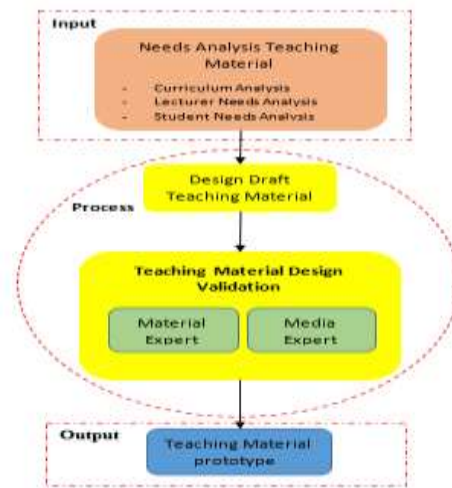 Input
Needs Analysis Teaching
Material
- Curriculum Analysis
- Lecturer Needs Analysis
- Student Needs Analysis
Design Draft
Teaching Material
Process
Teaching Material Design
Validation
Material
Expert
Media
Expert
Output
Teaching Material
prototype